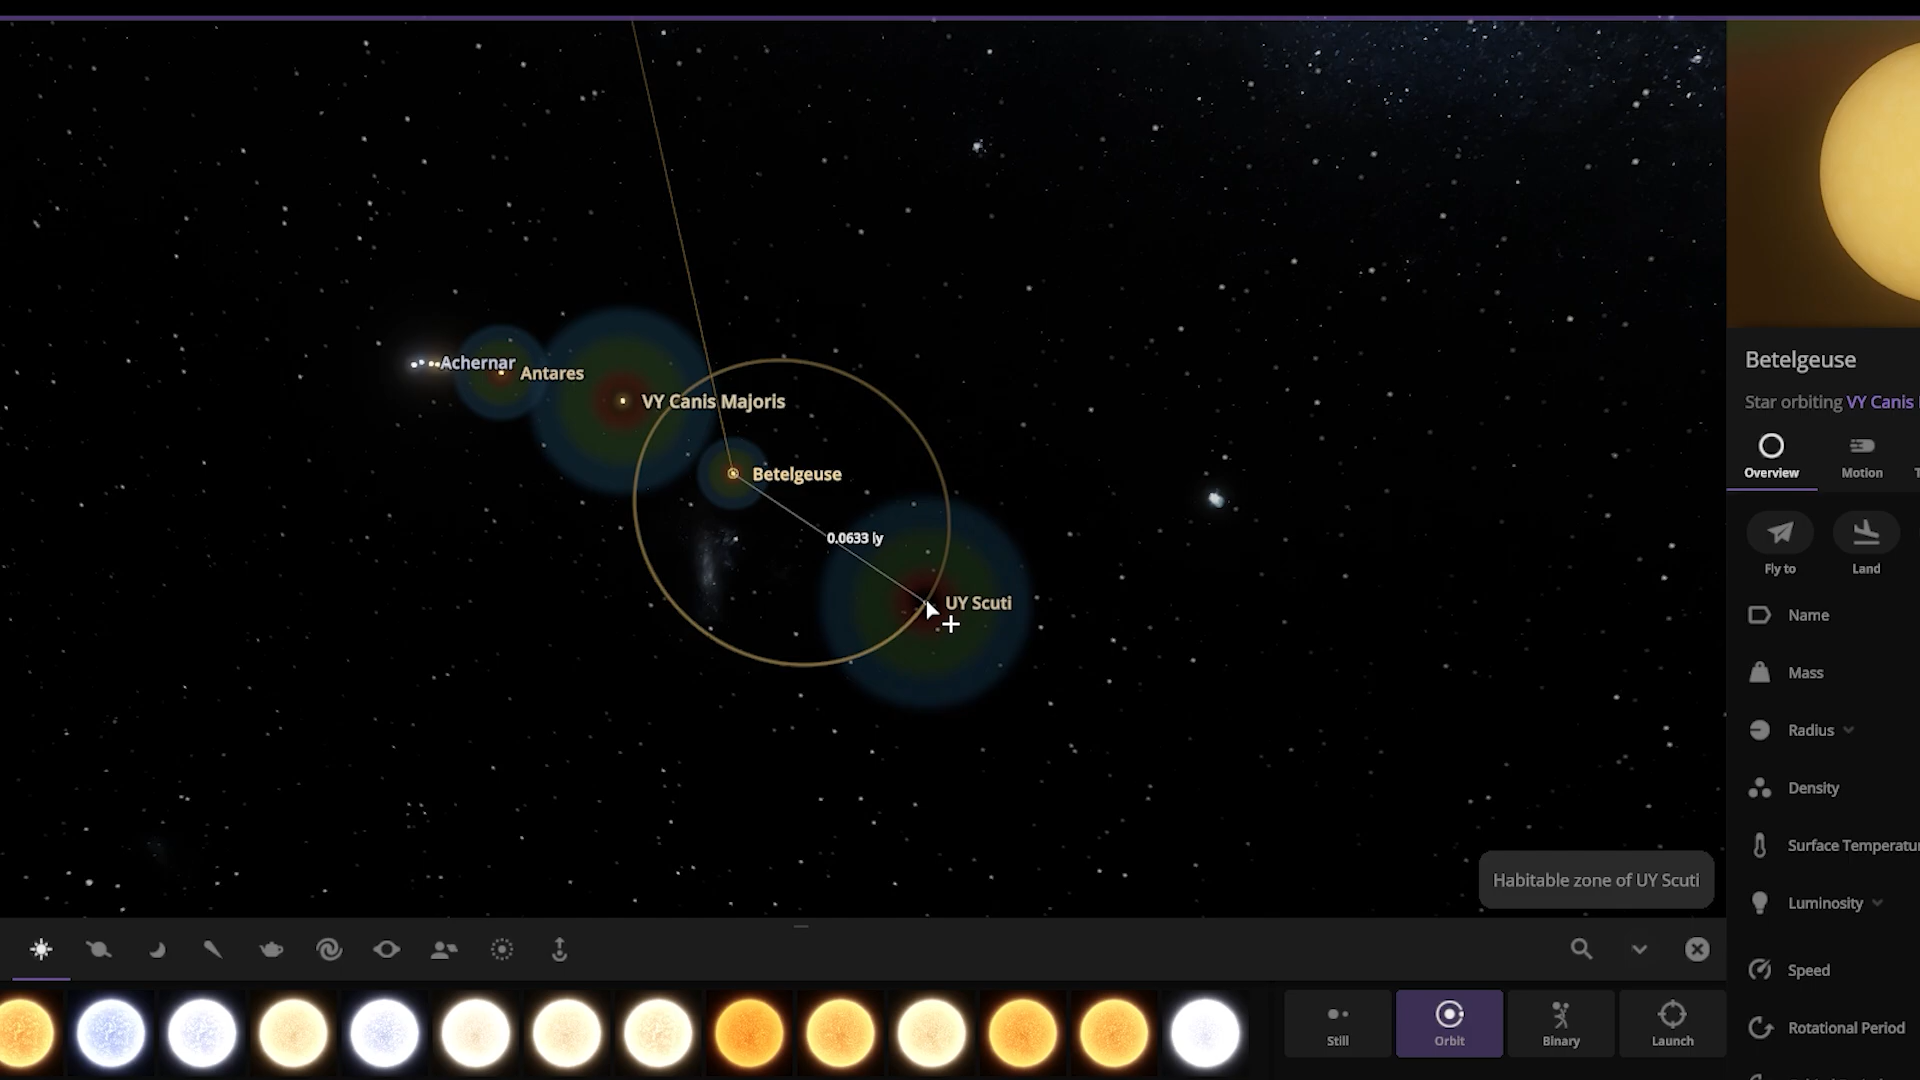 Achernar
Antares
VY Canis Majoris
Betelgeuse
0.0633 ly
UY Scuti
Habitable zone of UY Scuti
Betelgeuse
Star orbiting VY Canis
Overview
Motion
Fly to
Land
Name
Mass
Radius
Density
Surface Temperatu
Luminosity
Speed
Rotational Period
Still
Orbit
Binary
Launch